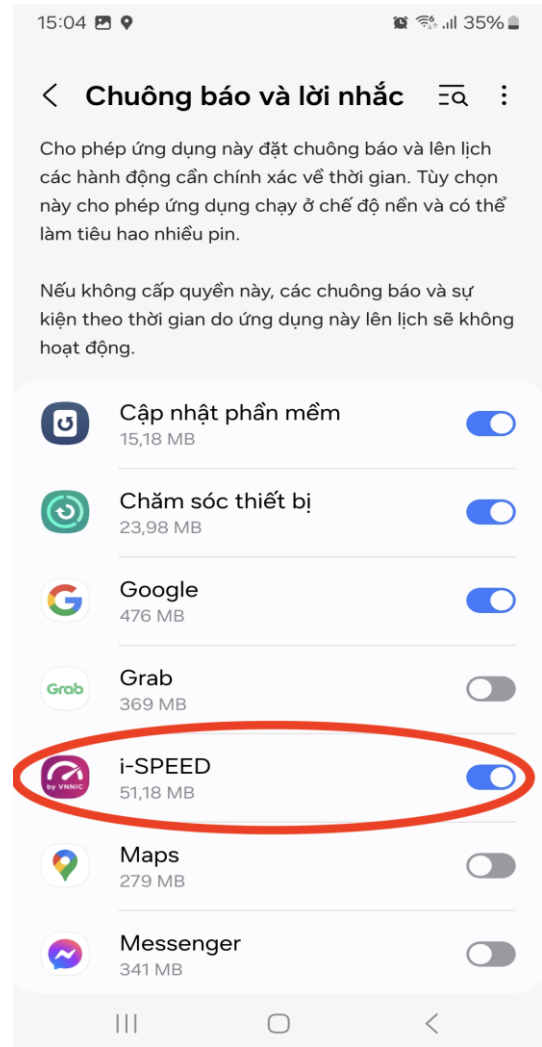 15:04 35%
Chuông báo và lời nhắc
Cho phép ứng dụng này đặt chuông báo và lên lịch
các hành động cần chính xác về thời gian. Tùy chọn
này cho phép ứng dụng chạy ở chế độ nền và có thể
làm tiêu hao nhiều pin.
Nếu không cấp quyền này, các chuông báo và sự
kiện theo thời gian do ứng dụng này lên lịch sẽ không
hoạt động.
Cập nhật phần mềm
15,18 MB
Chăm sóc thiết bị
23,98 MB
Google
476 MB
Grab
Grab
369 MB
i-SPEED
by VNNIC
51,18 MB
Maps
279 MB
Messenger
341 MB